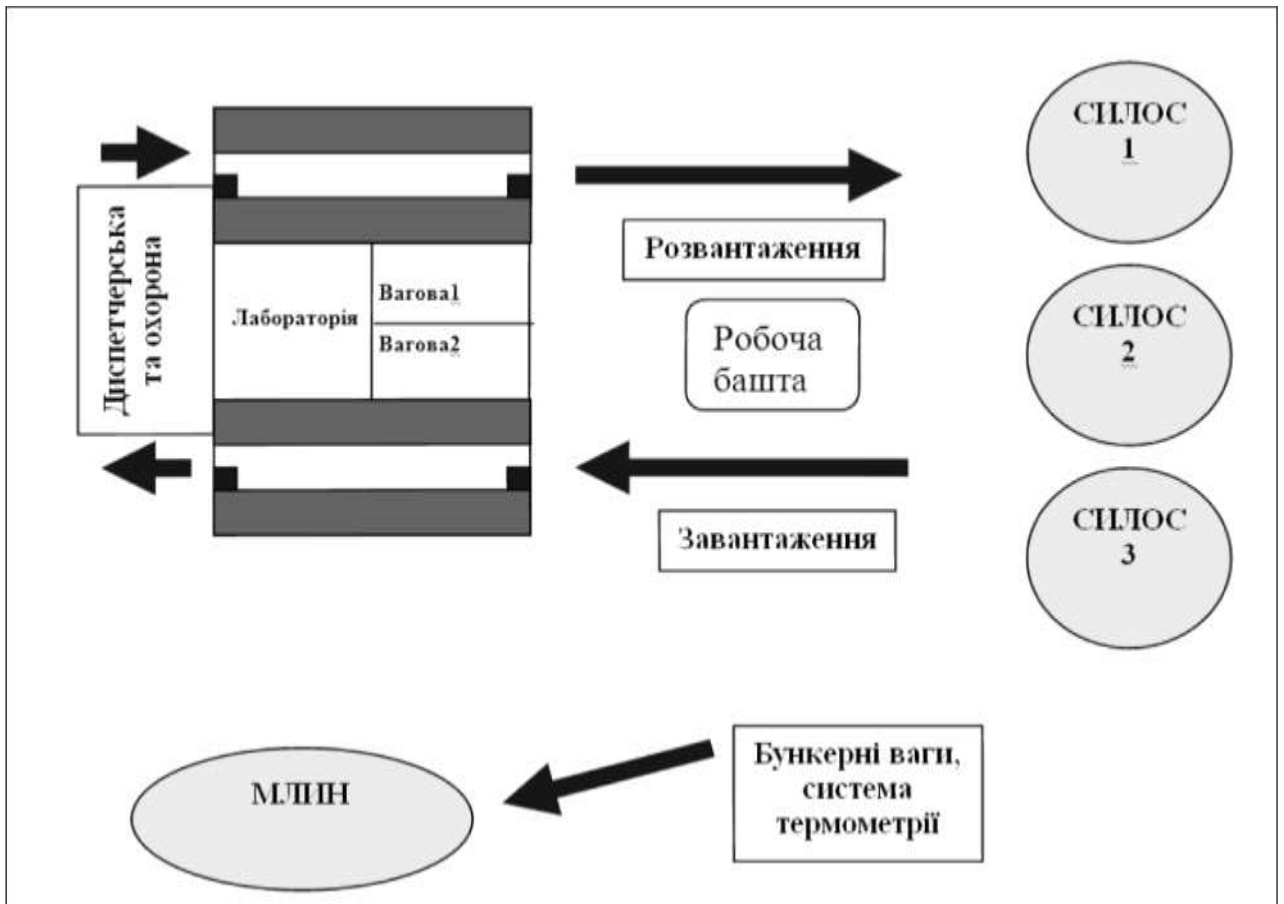 СИЛОС
1
Розвантаження
Диспетчерська
та охорона
Лабораторія
Вагова1
Вагова2
Робоча
башта
СИЛОС
2
Завантаження
СИЛОС
3
МЛИН
Бункерні ваги,
система
термометрії